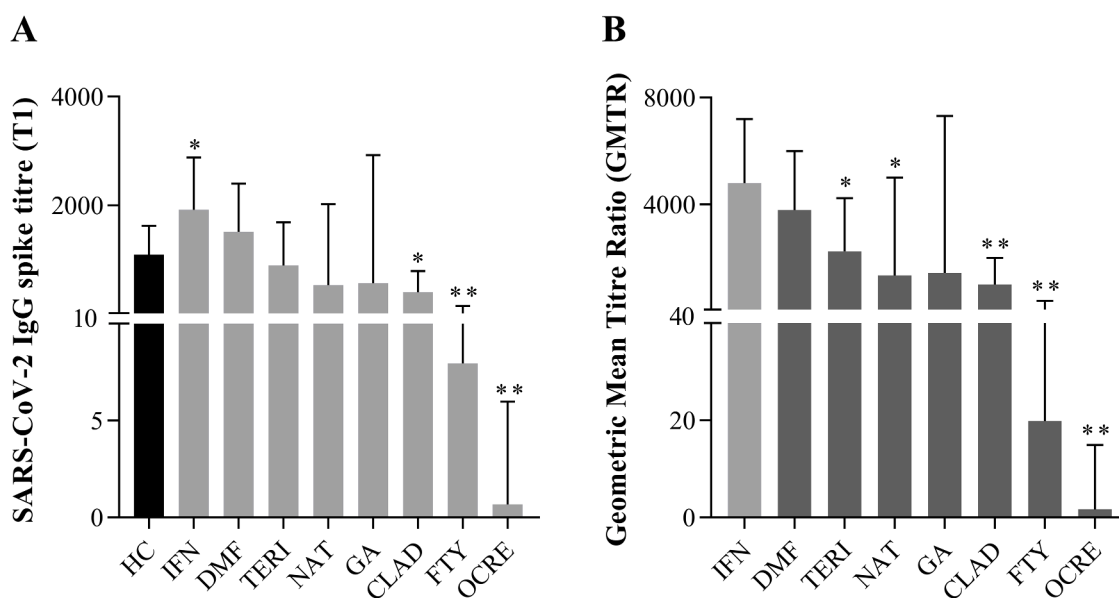 A
SARS-CoV-2 IgG spike titre (T1)
4000
2000
10
5
0
*
*
**
**
HC
IFN
DMF
TERI
NAT
GA
CLAD
FTY
OCRE
B
Geometric Mean Titre Ratio (GMTR)
8000
4000
40
20
0
*
*
**
**
**
IFN
DMF
TERI
NAT
GA
CLAD
FTY
OCRE